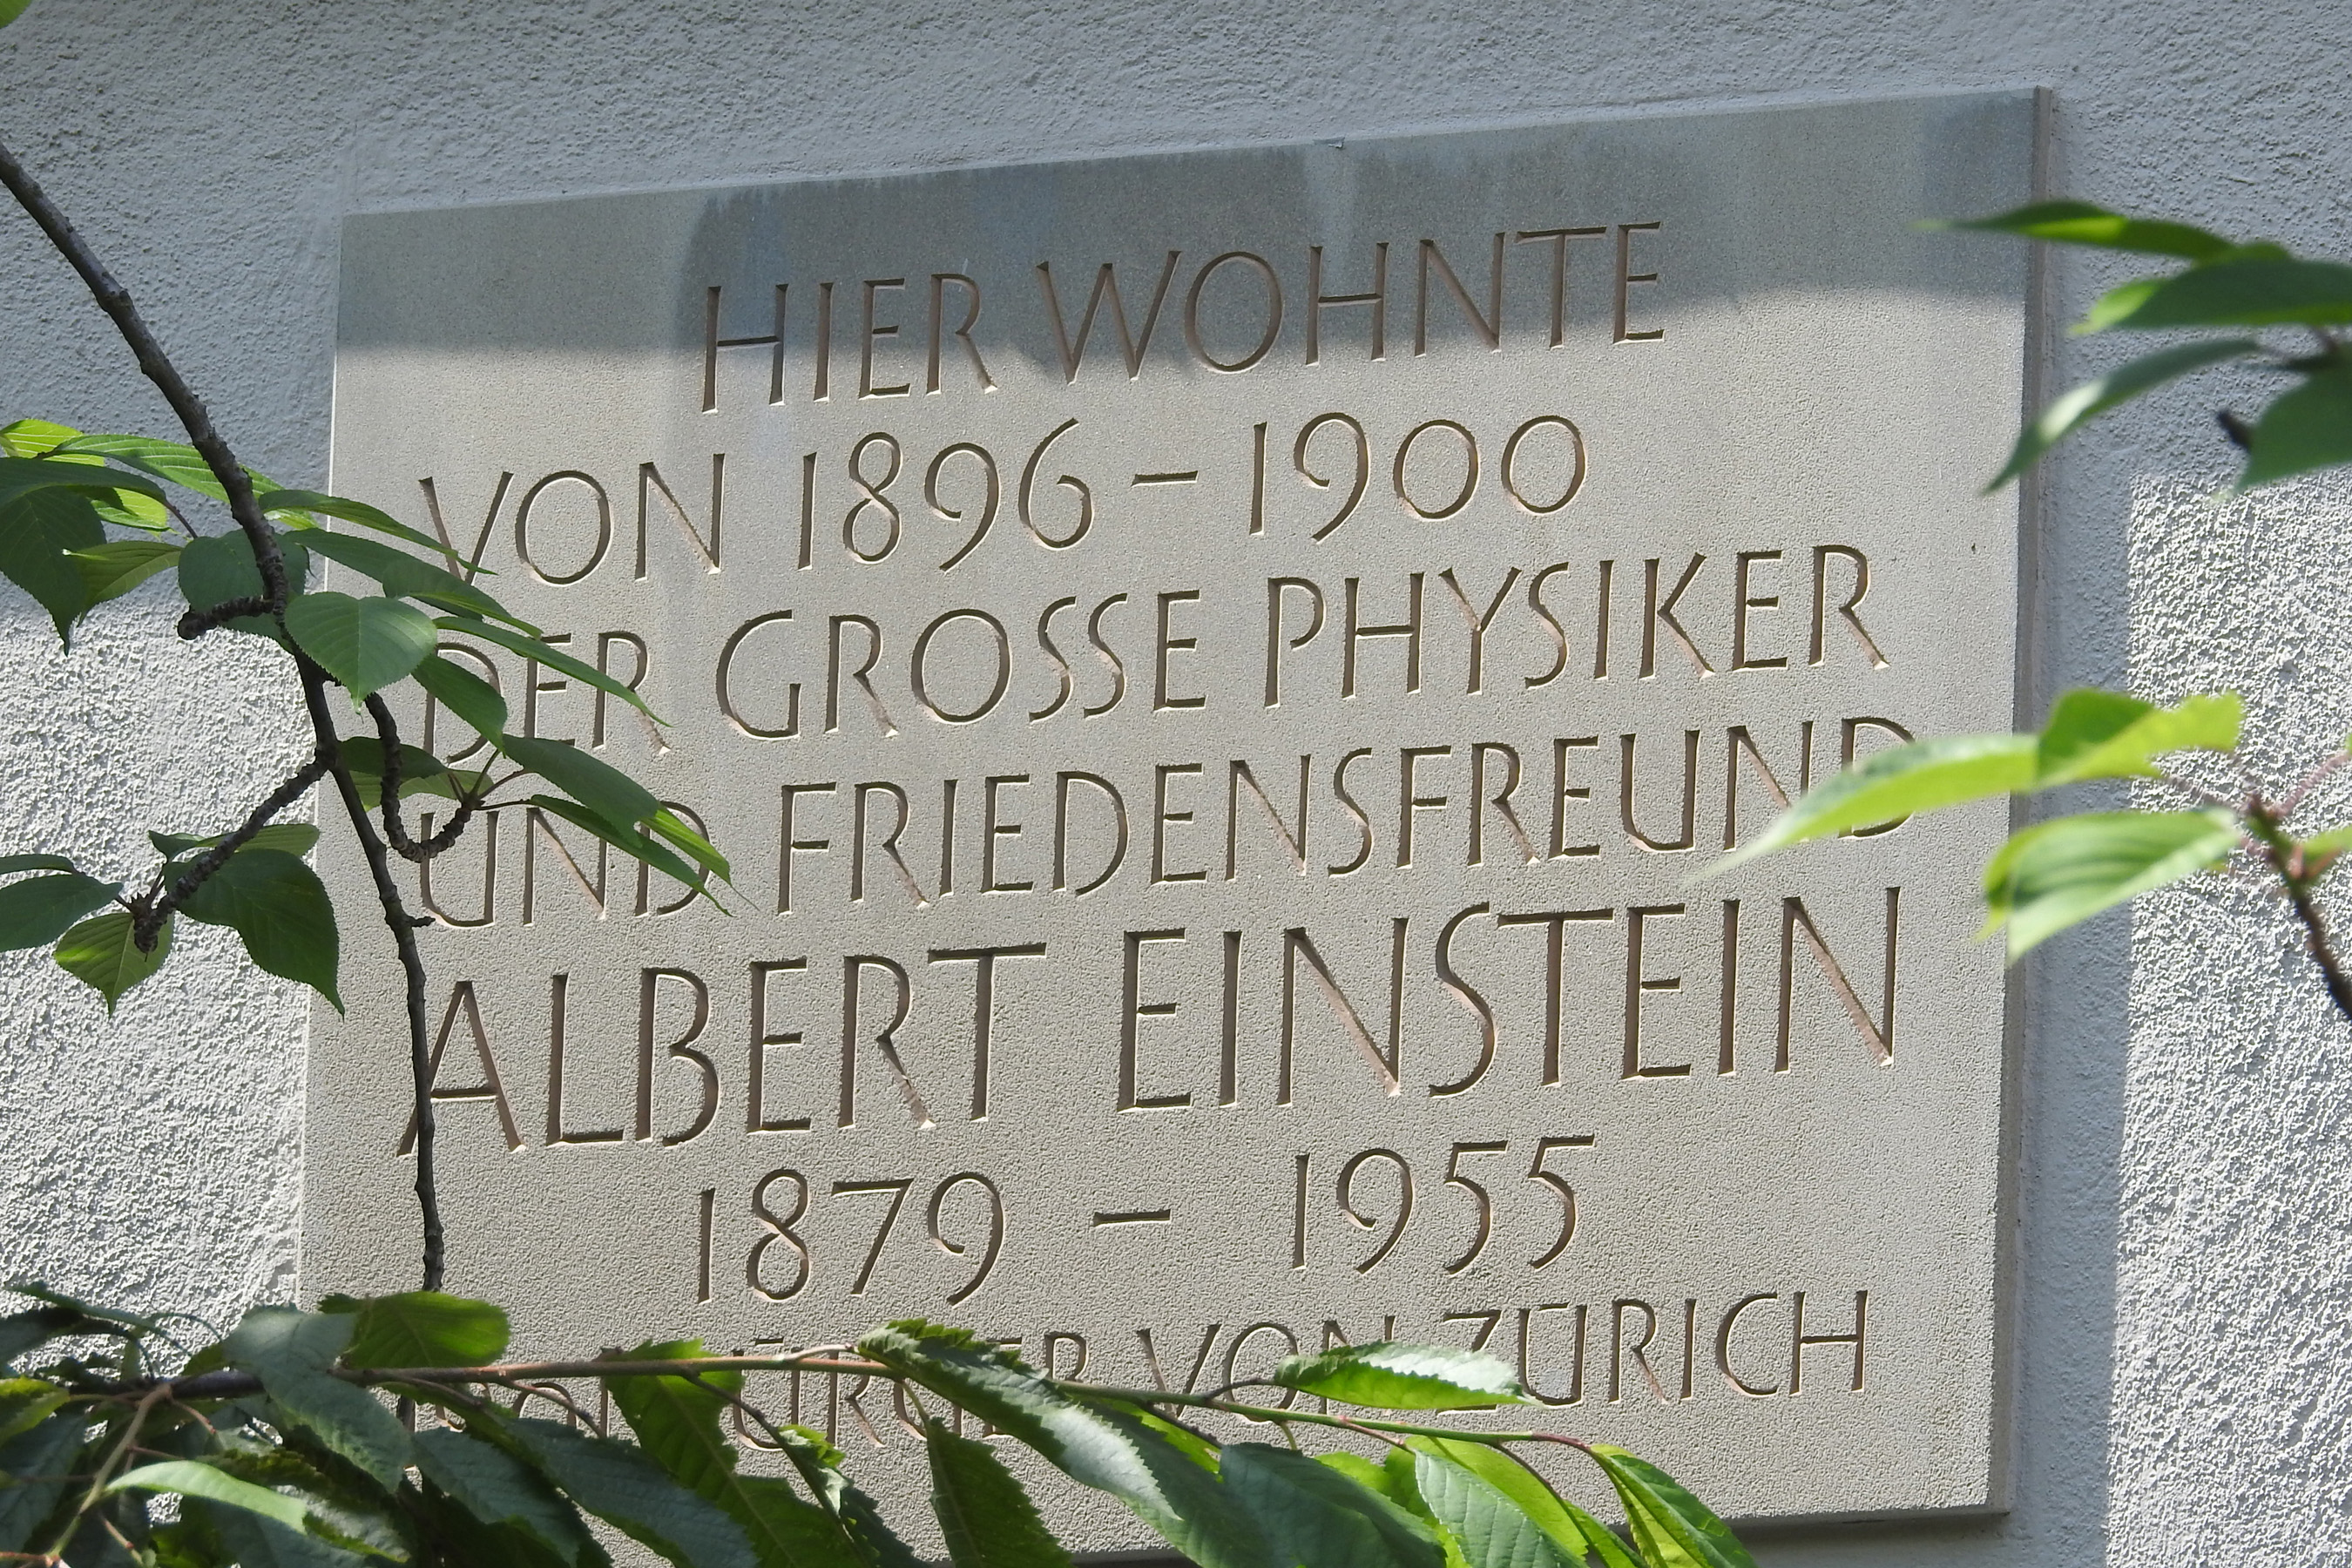 HIER WOHNTE
VON 1896 – 1900
DER GROSSE PHYSIKER
UND FRIEDENSFREUND
ALBERT EINSTEIN
1879 – 1955
VON ZÜRICH